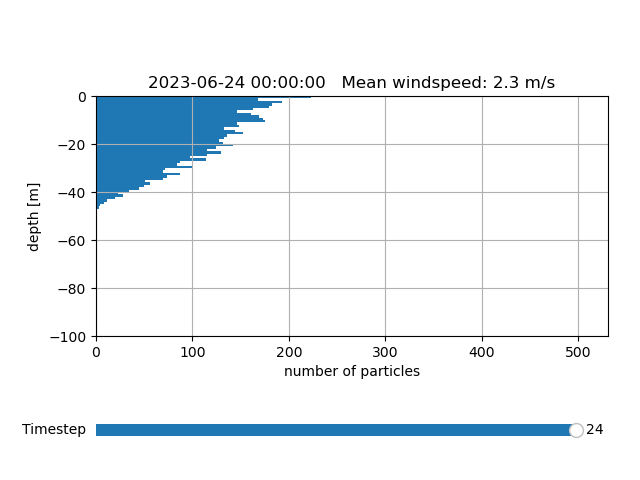 2023-06-24 00:00:00   Mean windspeed: 2.3 m/s
0
−20
−40
−60
−80
−100
depth [m]
0 100 200 300 400 500
number of particles
Timestep 24